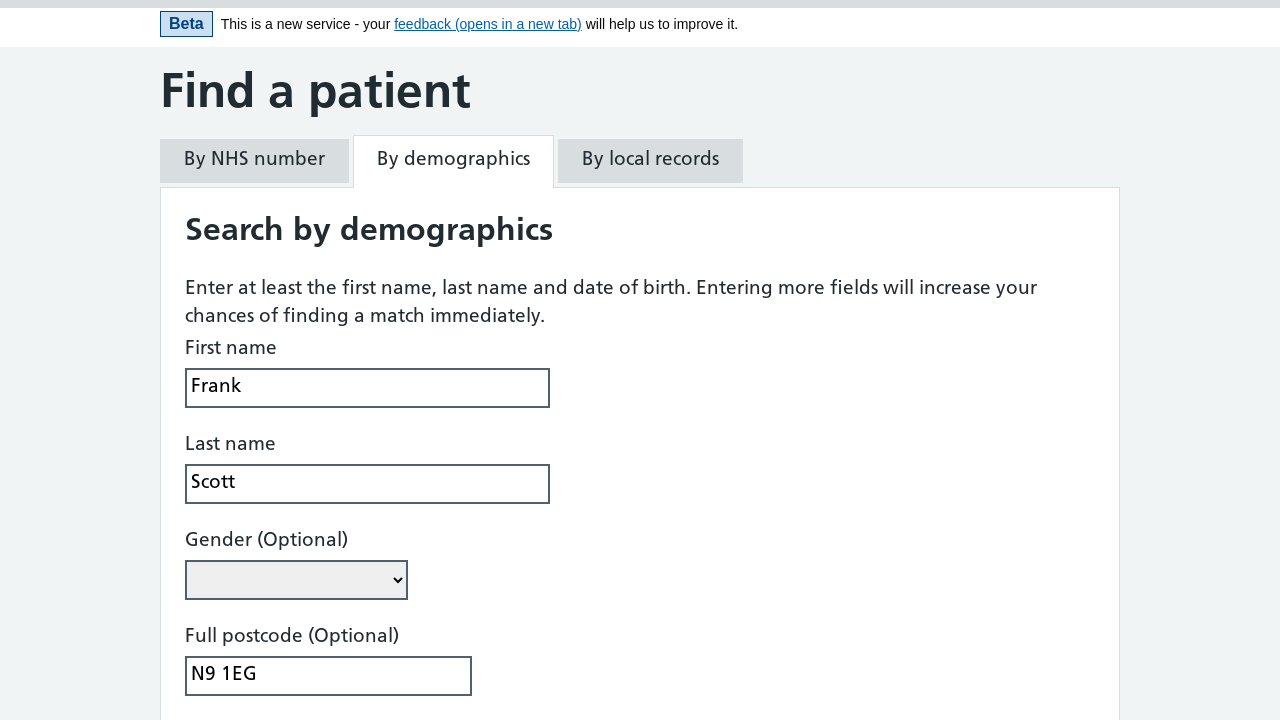 Beta This is a new service - your feedback (opens in a new tab) will help us to improve it.
Find a patient
By NHS number By demographics By local records
Search by demographics
Enter at least the first name, last name and date of birth. Entering more fields will increase your
chances of finding a match immediately.
First name
Frank
Last name
Scott
Gender (Optional)
Full postcode (Optional)
N9 1EG